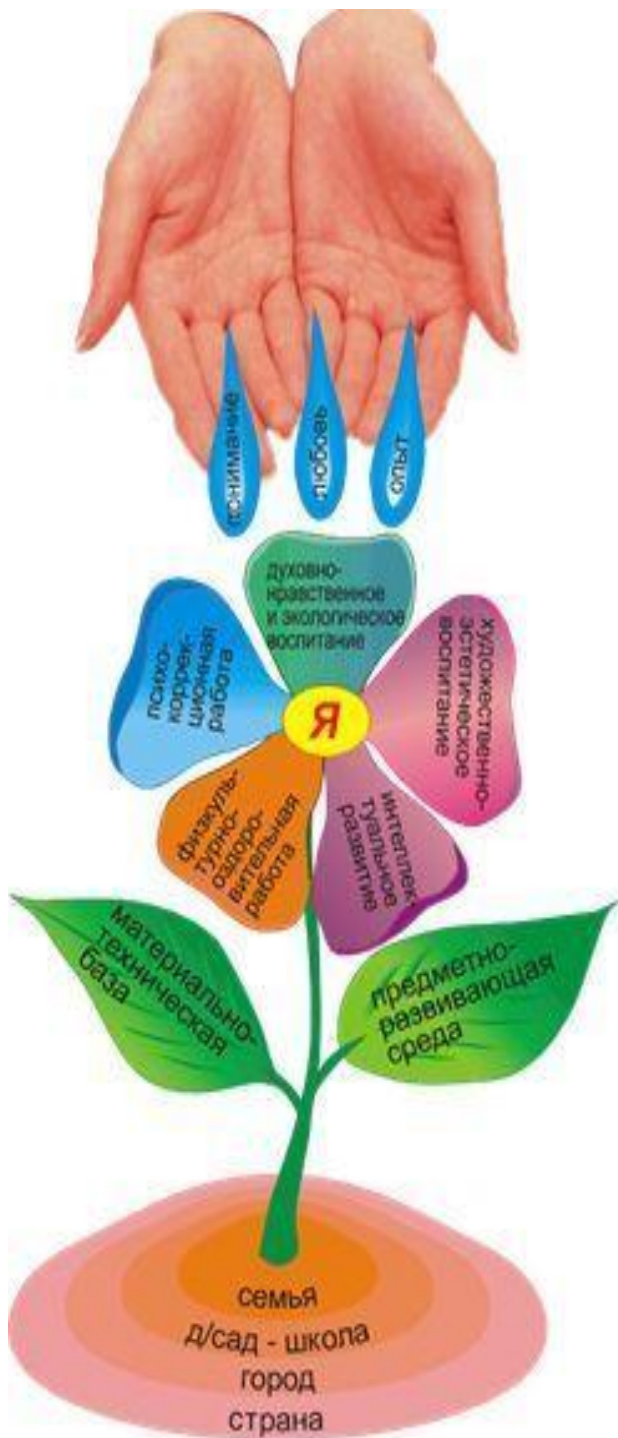 понимание
любовь
опыт
духовно-
нравственное
и экологическое
воспитание
психо-
коррек-
ционная
работа
художественно-
эстетическое
воспитание
Я
физкуль-
турно-
оздоро-
вительная
работа
интеллек-
туальное
развитие
материально-
техническая
база
предметно-
развивающая
среда
семья
д/сад - школа
город
страна